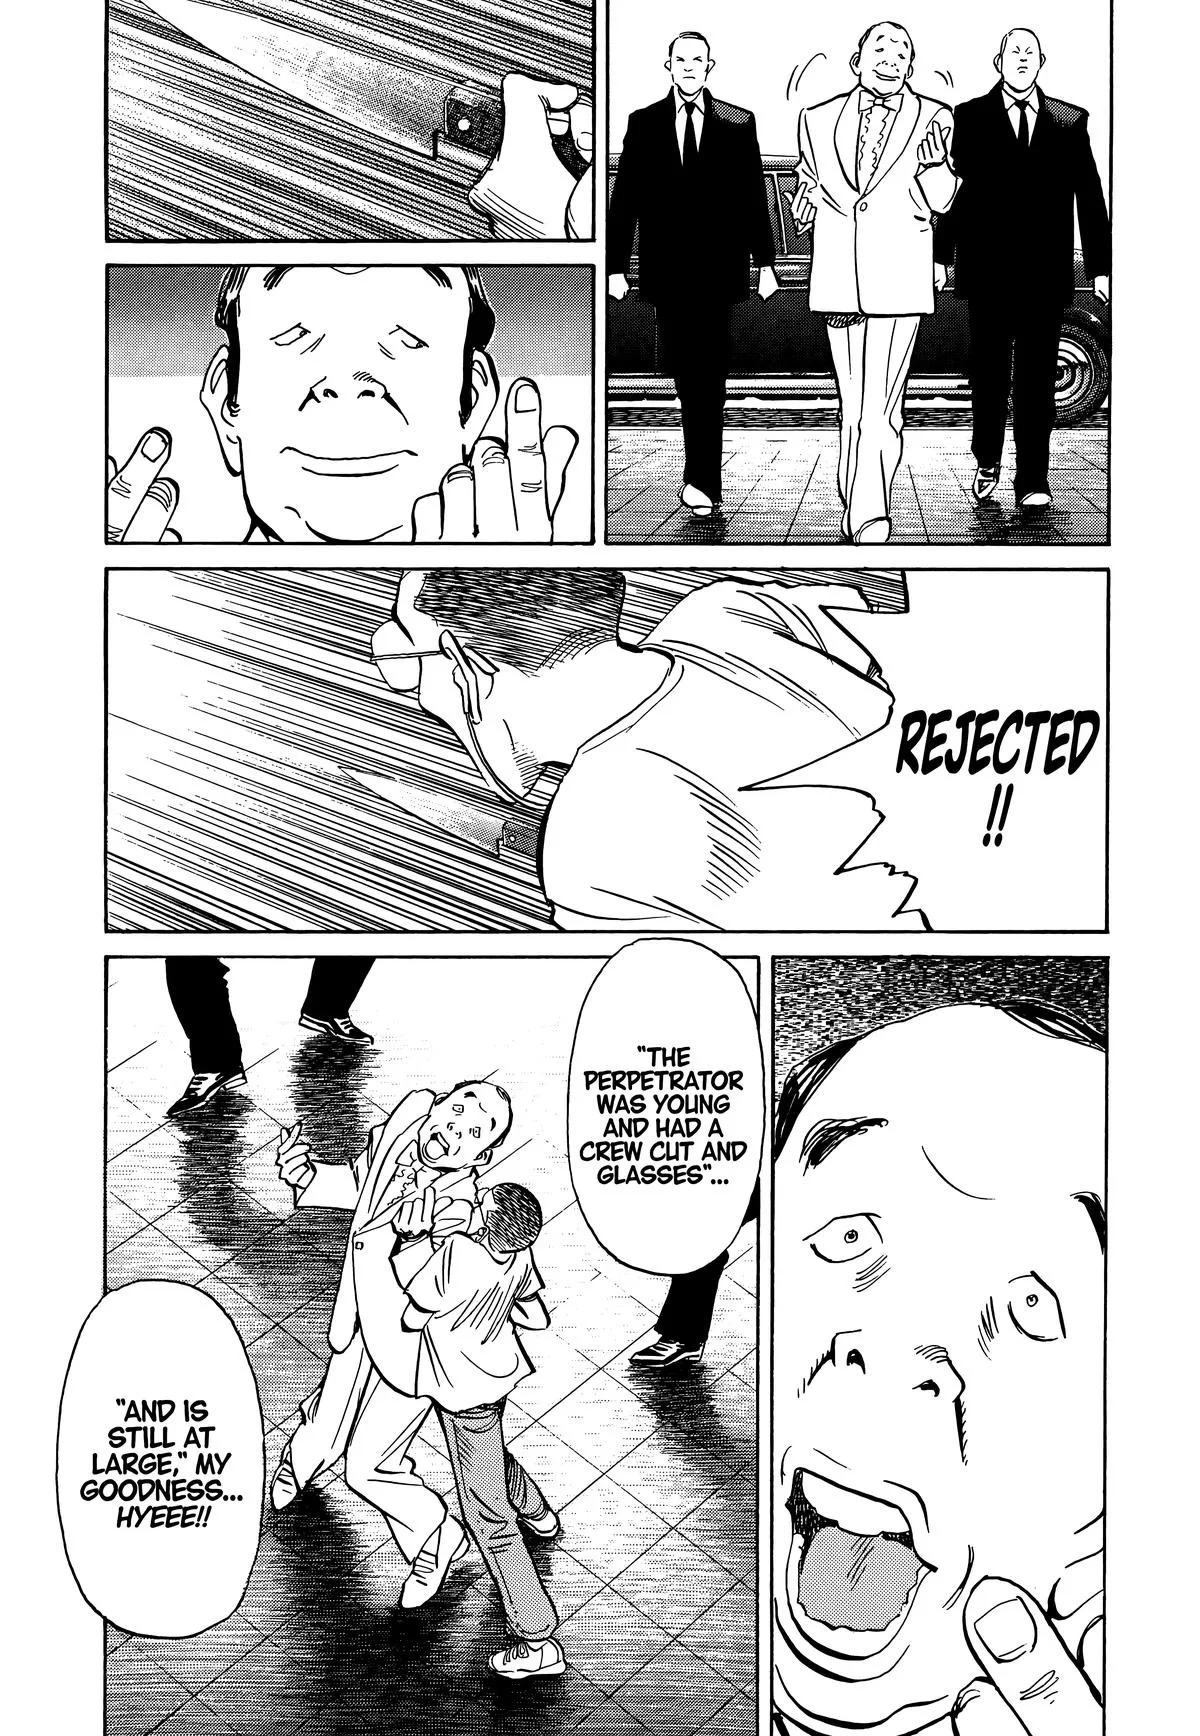 REJECTED
!!
"THE
PERPETRATOR
WAS YOUNG
AND HAD A
CREW CUT AND
GLASSES"...
"AND IS
STILL AT
LARGE," MY
GOODNESS...
HYEEE!!